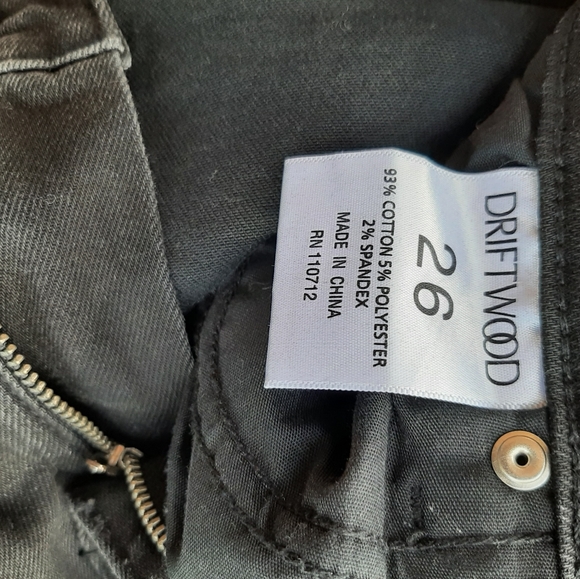 DRIFTWOOD
26
93% COTTON 5% POLYESTER
2% SPANDEX
MADE IN CHINA
RN 110712